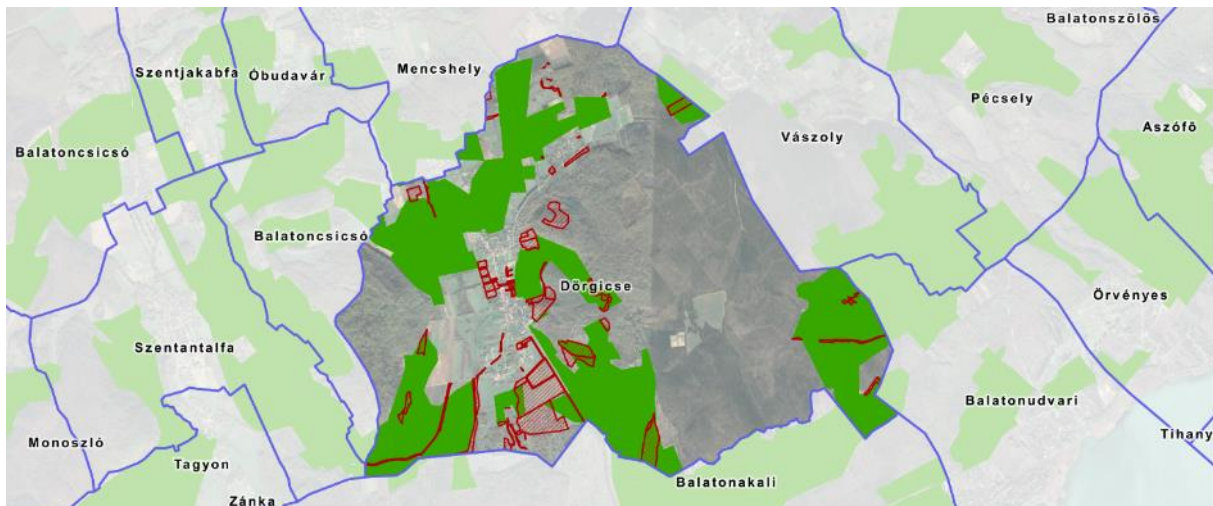 Balatonszőlős
Szentjakabfa
Óbudavár
Mencshely
Pécsely
Aszófő
Vászoly
Balatoncsicsó
Balatoncsicsó
Dörgicse
Örvényes
Szentantalfa
Balatonudvari
Monoszló
Tihany
Tagyon
Balatonakali
Zánka